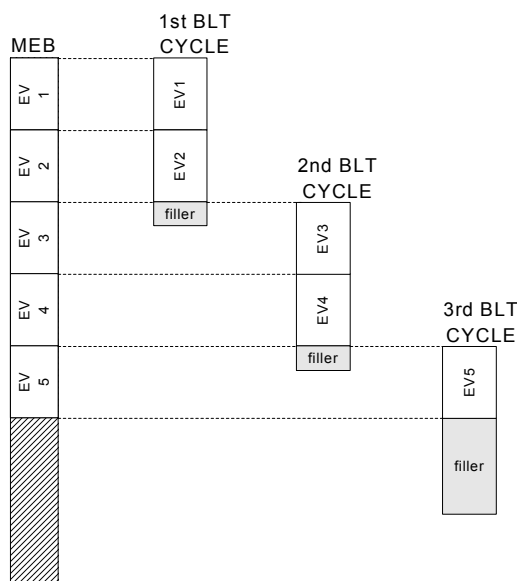 1st BLT
CYCLE
MEB
EV 1
EV1
EV 2
EV2
2nd BLT
CYCLE
filler
EV 3
EV3
EV 4
EV4
3rd BLT
CYCLE
filler
EV 5
EV5
filler